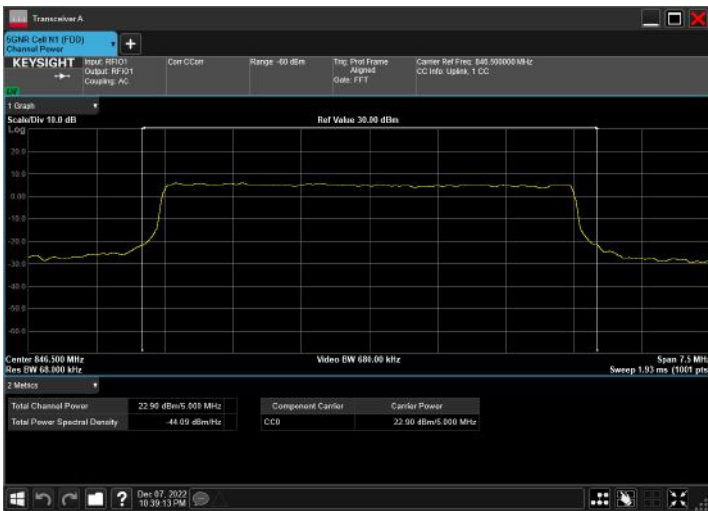 Transceiver A
5GNR Cell N1 (FDD)
Channel Power
KEYSIGHT
Input: RFIO1
Output: RFIO1
Coupling: AC
Corr CCorr
Range: -60 dBm
Trig: Prot Frame
Aligned
Gate: FFT
Carrier Ref Freq: 846.500000 MHz
CC Info: Uplink, 1 CC
1 Graph
Scale/Div 10.0 dB
Ref Value 30.00 dBm
Log
20.0
10.0
0.00
-10.0
-20.0
-30.0
-40.0
-50.0
-60.0
Center 846.500 MHz
Video BW 680.00 kHz
Span 7.5 MHz
Res BW 68.000 kHz
Sweep 1.93 ms (1001 pts
2 Metrics
Total Channel Power 22.90 dBm/5.000 MHz
Total Power Spectral Density -44.09 dBm/Hz
Component Carrier Carrier Power
CC0 22.90 dBm/5.000 MHz
Dec 07, 2022
10:39:13 PM